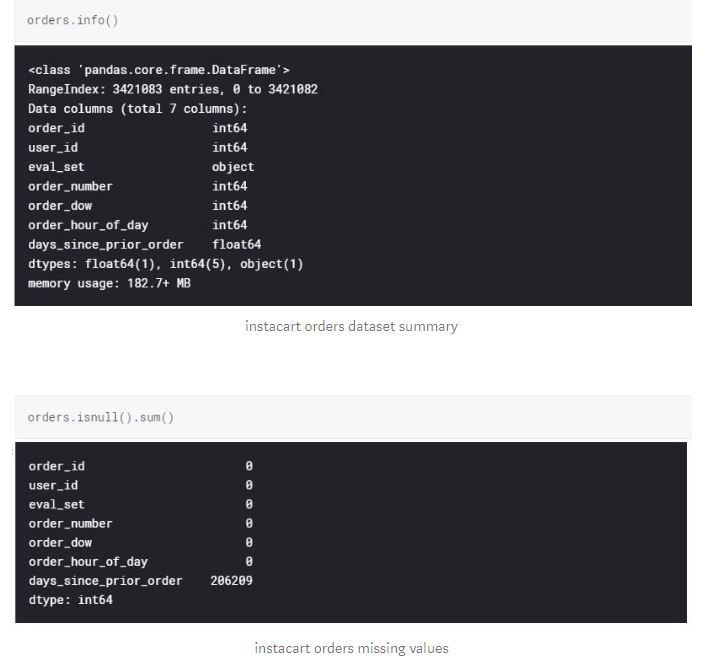 orders.info()
<class 'pandas.core.frame.DataFrame'>
RangeIndex: 3421083 entries, 0 to 3421082
Data columns (total 7 columns):
order_id int64
user_id int64
eval_set object
order_number int64
order_dow int64
order_hour_of_day int64
days_since_prior_order float64
dtypes: float64(1), int64(5), object(1)
memory usage: 182.7+ MB
instacart orders dataset summary
orders.isnull().sum()
order_id 0
user_id 0
eval_set 0
order_number 0
order_dow 0
order_hour_of_day 0
days_since_prior_order 206209
dtype: int64
instacart orders missing values